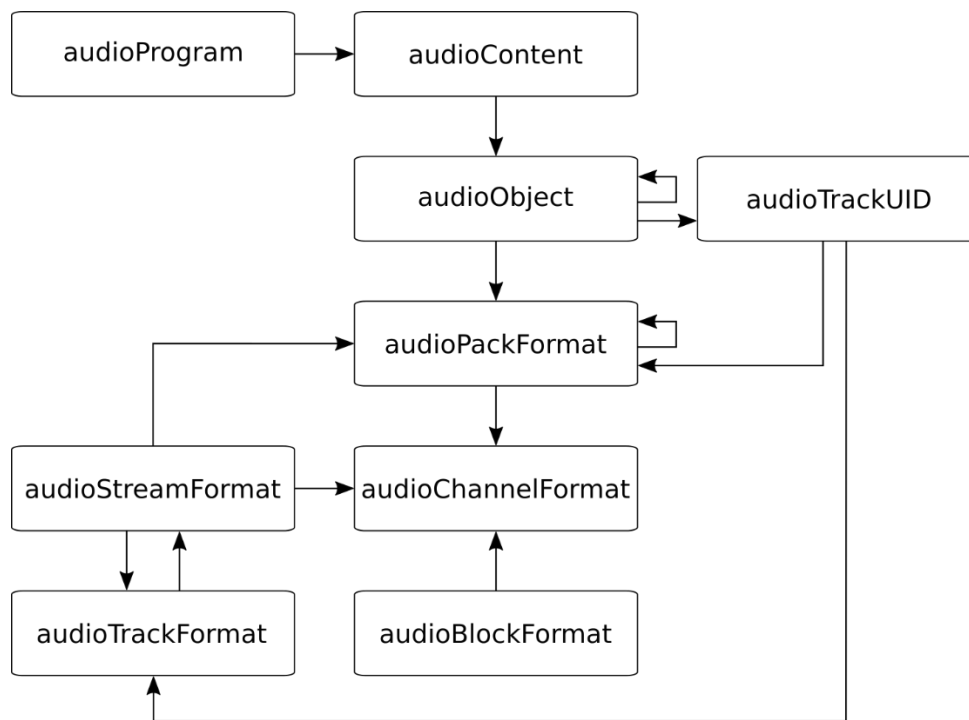 audioProgram
audioContent
audioObject
audioTrackUID
audioPackFormat
audioStreamFormat
audioChannelFormat
audioTrackFormat
audioBlockFormat